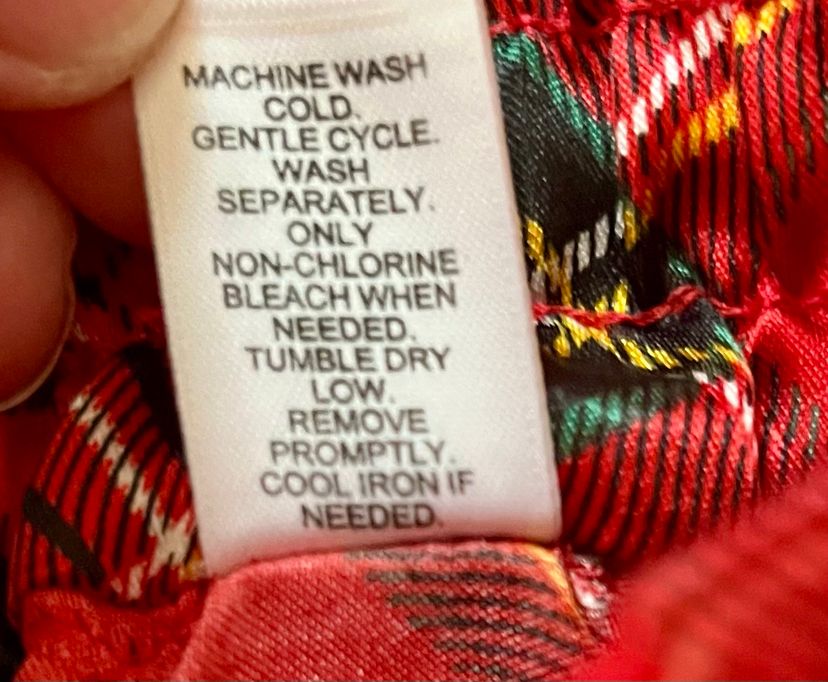 MACHINE WASH
COLD.
GENTLE CYCLE.
WASH
SEPARATELY.
ONLY
NON-CHLORINE
BLEACH WHEN
NEEDED.
TUMBLE DRY
LOW.
REMOVE
PROMPTLY.
COOL IRON IF
NEEDED.